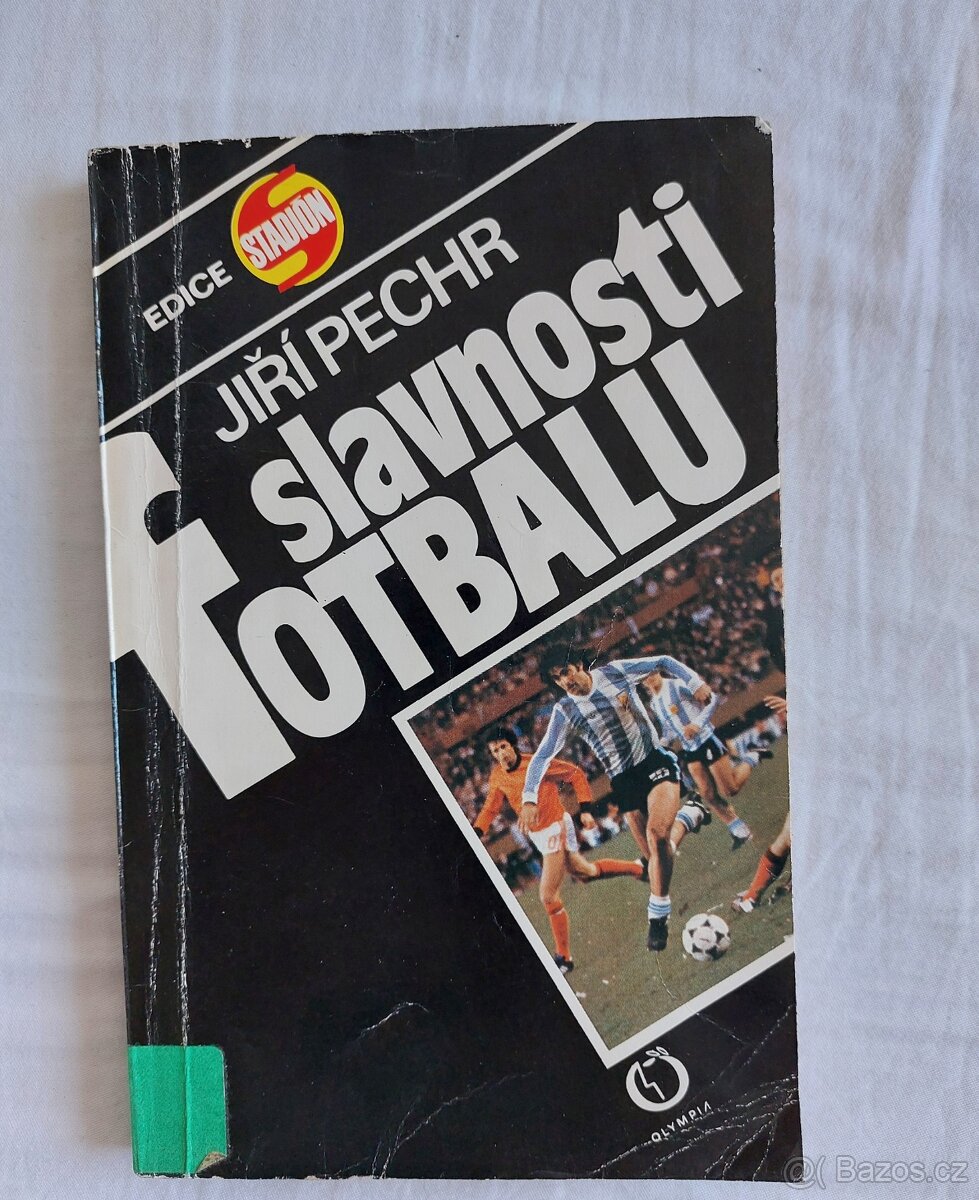 EDICE STADIÓN
JIŘÍ PECHR
slavnosti
fOTBALU
OLYMPIA
@( Bazos.cz